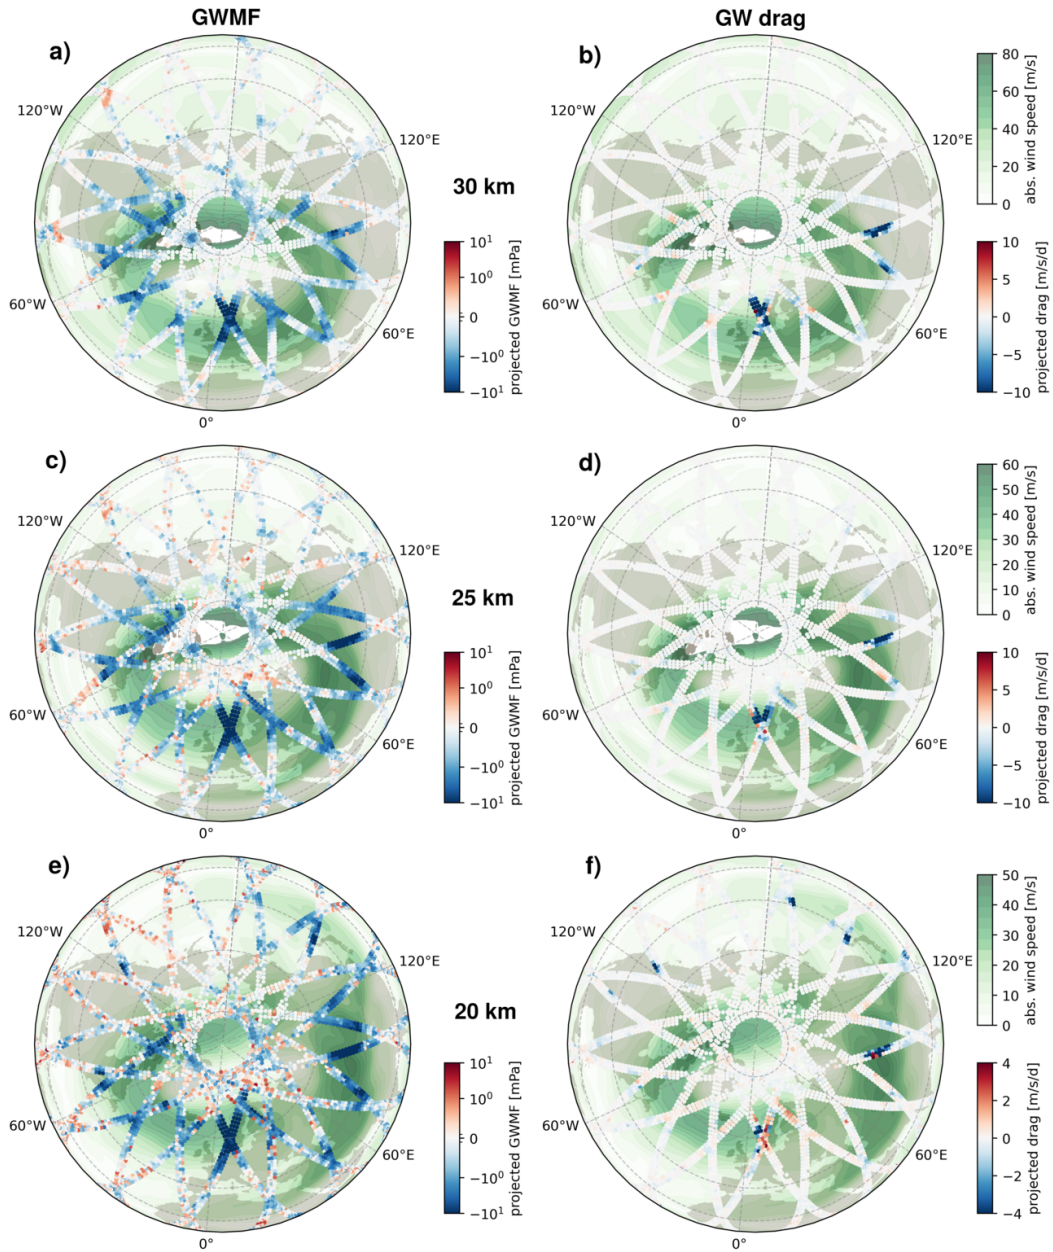 GWMF
GW drag
a)
b)
120°W
120°E
60°W
60°E
0°
30 km
10¹
10⁰
0
−10⁰
−10¹
projected GWMF [mPa]
80
60
40
20
0
abs. wind speed [m/s]
10
5
0
−5
−10
projected drag [m/s/d]
60°W
60°E
0°
c)
d)
120°W
120°E
60°W
60°E
0°
25 km
10¹
10⁰
0
−10⁰
−10¹
projected GWMF [mPa]
60
50
40
30
20
10
0
abs. wind speed [m/s]
10
5
0
−5
−10
projected drag [m/s/d]
120°W
120°E
60°W
60°E
0°
e)
f)
120°W
120°E
60°W
60°E
0°
20 km
10¹
10⁰
0
−10⁰
−10¹
projected GWMF [mPa]
50
40
30
20
10
0
abs. wind speed [m/s]
4
2
0
−2
−4
projected drag [m/s/d]
120°W
120°E
60°W
60°E
0°